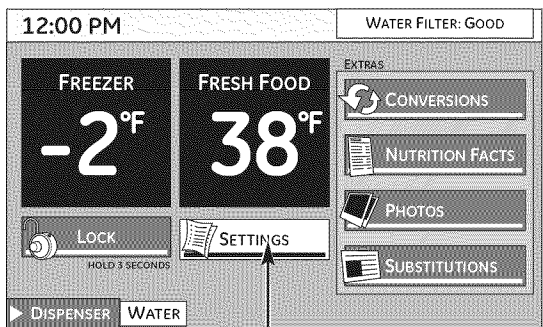 12:00 PM
WATER FILTER: GOOD
FREEZER
-2°F
FRESH FOOD
38°F
EXTRAS
CONVERSIONS
NUTRITION FACTS
PHOTOS
SUBSTITUTIONS
LOCK
HOLD 3 SECONDS
SETTINGS
DISPENSER
WATER